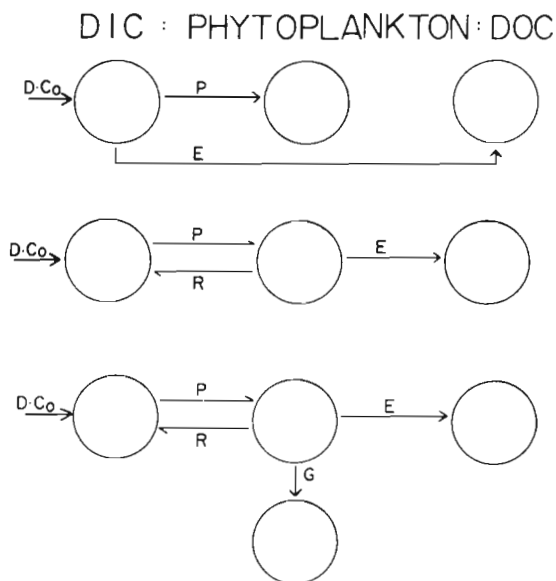 DIC : PHYTOPLANKTON : DOC
D·Co P
E
D·Co P E
R
D·Co P E
R
G